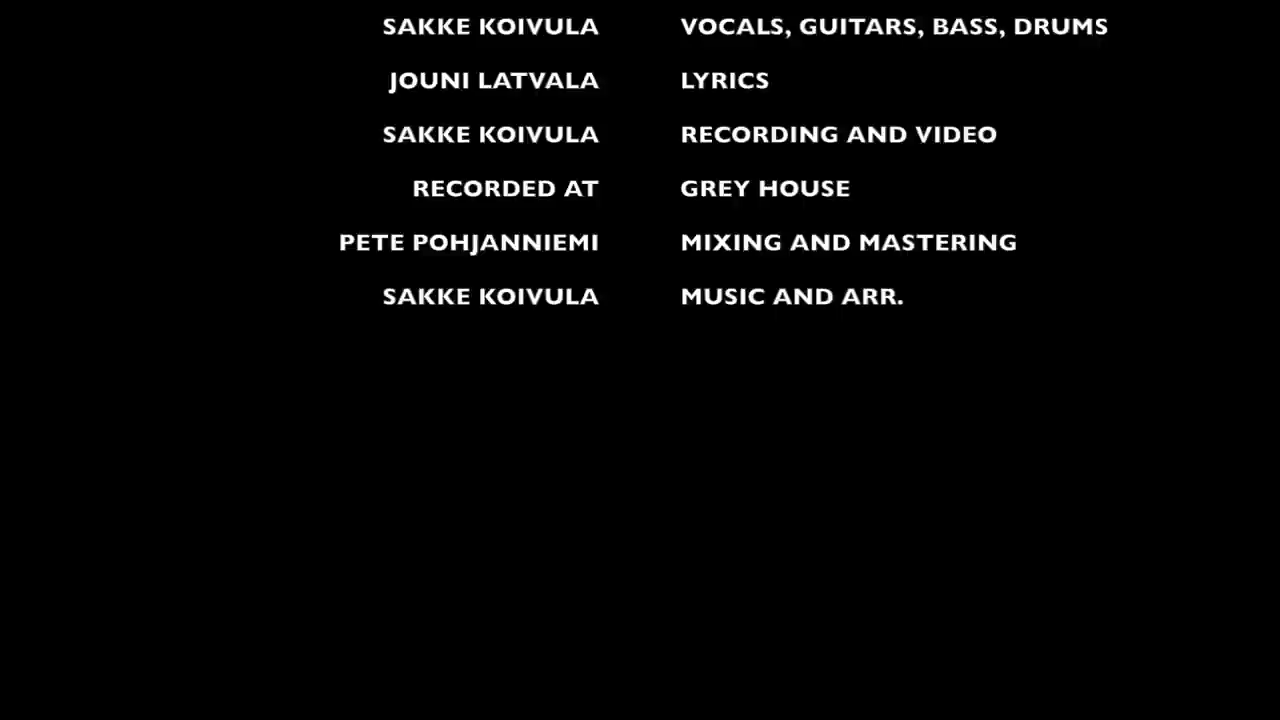 SAKKE KOIVULA VOCALS, GUITARS, BASS, DRUMS
JOUNI LATVALA LYRICS
SAKKE KOIVULA RECORDING AND VIDEO
RECORDED AT GREY HOUSE
PETE POHJANNIEMI MIXING AND MASTERING
SAKKE KOIVULA MUSIC AND ARR.